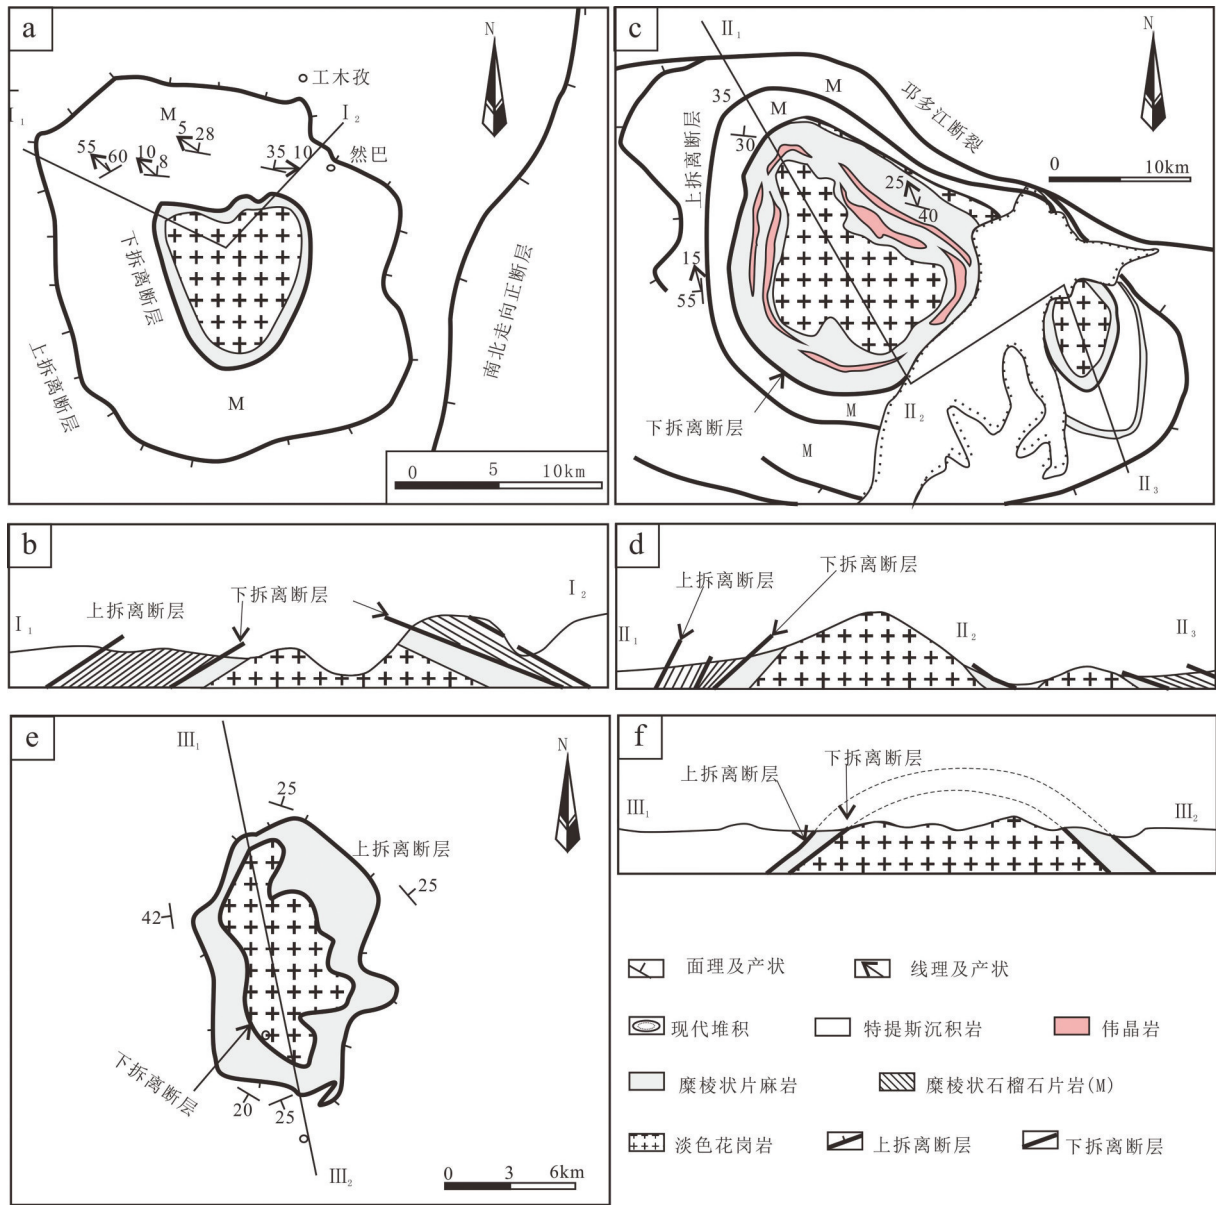 a
N
工木孜
I₁
M
I₂
5
28
55
60
10
8
35
10
然巴
下拆离断层
南北走向正断层
上拆离断层
M
0 5 10km
c
II₁
N
35
M
M
邛多江断裂
上拆离断层
30
0 10km
25
40
15
55
下拆离断层
M
II₂
M
II₃
b
I₁
上拆离断层
下拆离断层
I₂
d
上拆离断层
下拆离断层
II₁
II₂
II₃
e
III₁
N
25
上拆离断层
25
42
下拆离断层
20
25
III₂
0 3 6km
f
上拆离断层
下拆离断层
III₁
III₂
面理及产状
线理及产状
现代堆积
特提斯沉积岩
伟晶岩
糜棱状片麻岩
糜棱状石榴石片岩(M)
淡色花岗岩
上拆离断层
下拆离断层